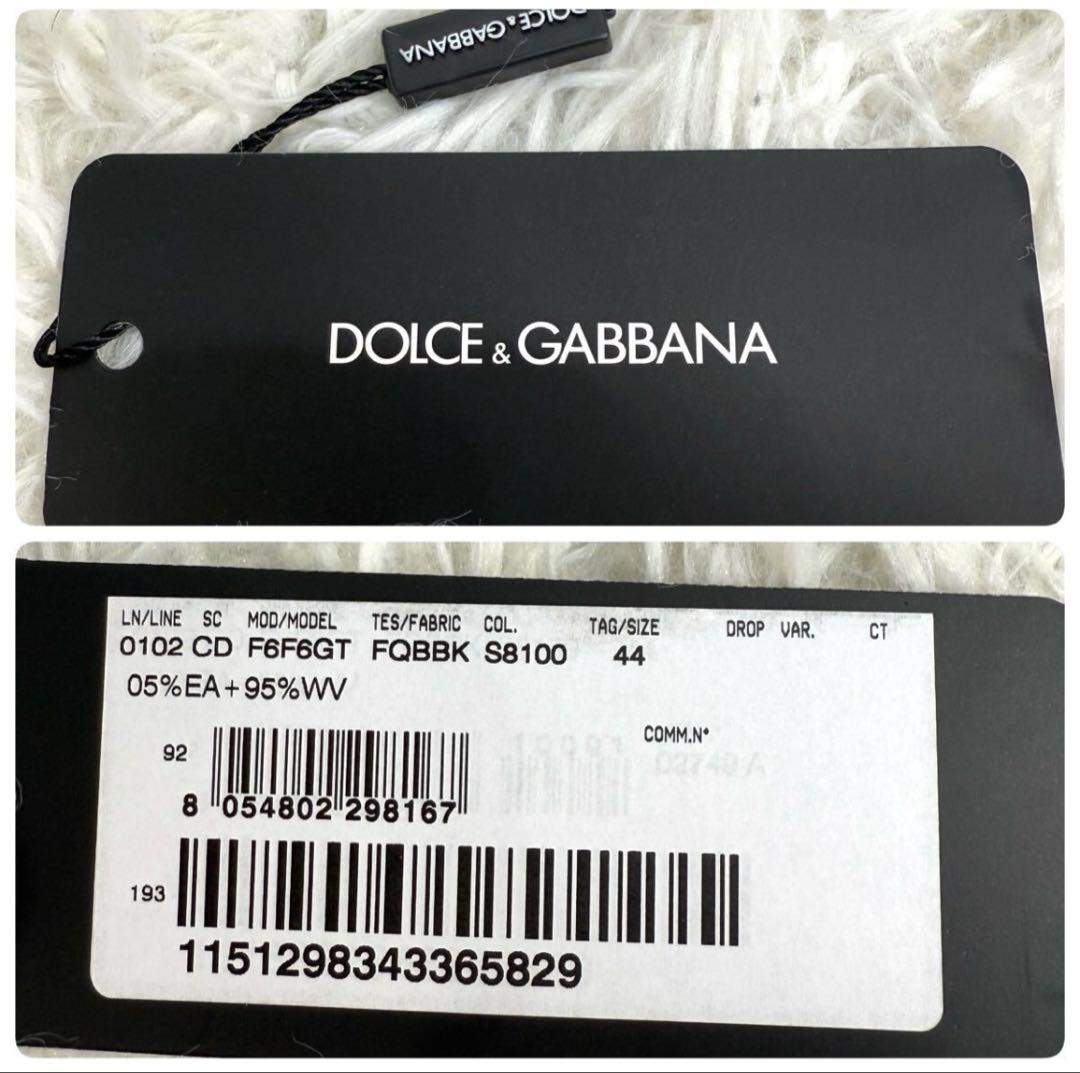 DOLCE & GABBANA
DOLCE & GABBANA
LN/LINE SC MOD/MODEL TES/FABRIC COL. TAG/SIZE DROP VAR. CT
0102 CD F6F6GT FQBBK S8100 44
05%EA+95%WV
COMM.N°
92
02749 A
8 054802 298167
193
1151298343365829